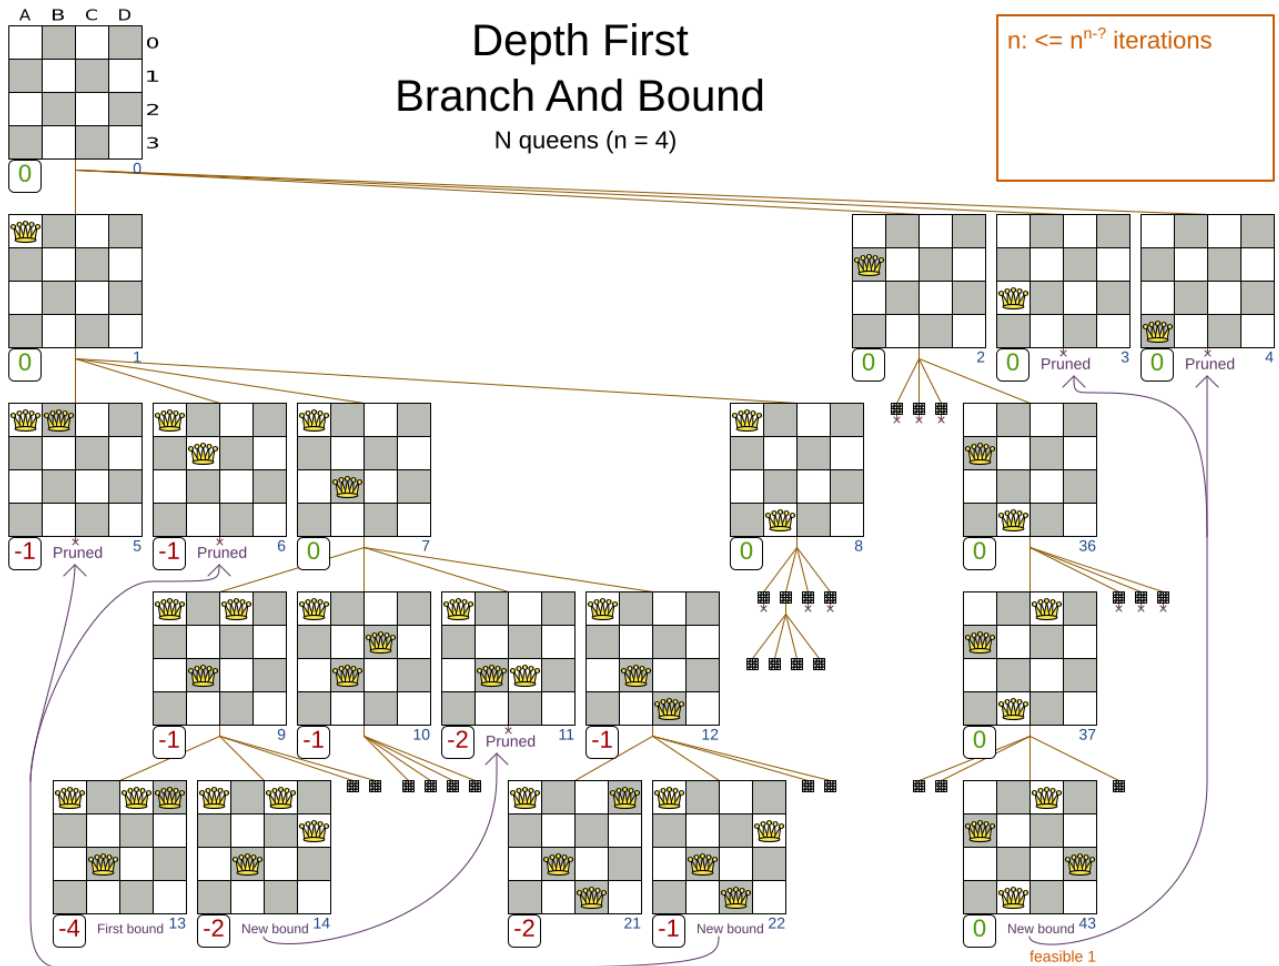 A B C D
Depth First
Branch And Bound
N queens (n = 4)
n: <= n^n-? iterations
0
1
2
3
0 0
0 1
0 2
0 Pruned 3
0 Pruned 4
-1 Pruned 5
-1 Pruned 6
0 7
0 8
0 36
-1 9
-1 10
-2 Pruned 11
-1 12
0 37
-4 First bound 13
-2 New bound 14
-2 21
-1 New bound 22
0 New bound 43
feasible 1